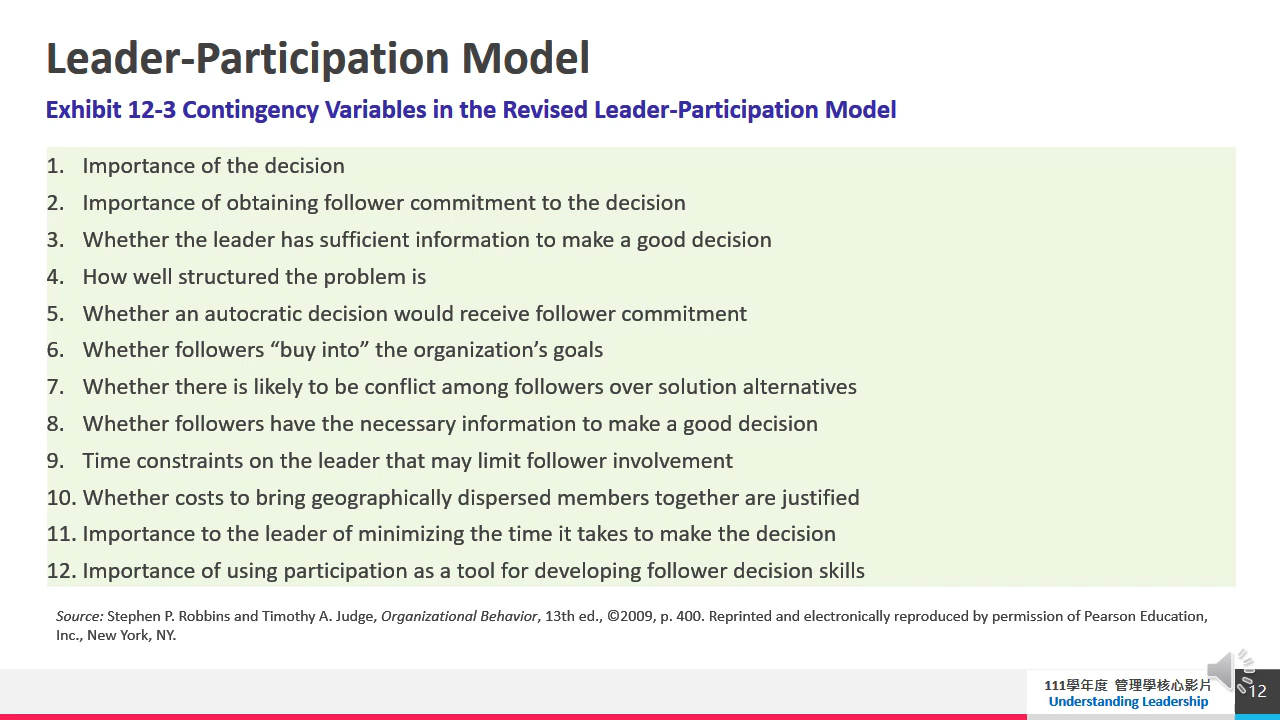 Leader-Participation Model
Exhibit 12-3 Contingency Variables in the Revised Leader-Participation Model
1. Importance of the decision
2. Importance of obtaining follower commitment to the decision
3. Whether the leader has sufficient information to make a good decision
4. How well structured the problem is
5. Whether an autocratic decision would receive follower commitment
6. Whether followers “buy into” the organization’s goals
7. Whether there is likely to be conflict among followers over solution alternatives
8. Whether followers have the necessary information to make a good decision
9. Time constraints on the leader that may limit follower involvement
10. Whether costs to bring geographically dispersed members together are justified
11. Importance to the leader of minimizing the time it takes to make the decision
12. Importance of using participation as a tool for developing follower decision skills
Source: Stephen P. Robbins and Timothy A. Judge, Organizational Behavior, 13th ed., ©2009, p. 400. Reprinted and electronically reproduced by permission of Pearson Education,
Inc., New York, NY.
111學年度 管理學核心影片
Understanding Leadership
12